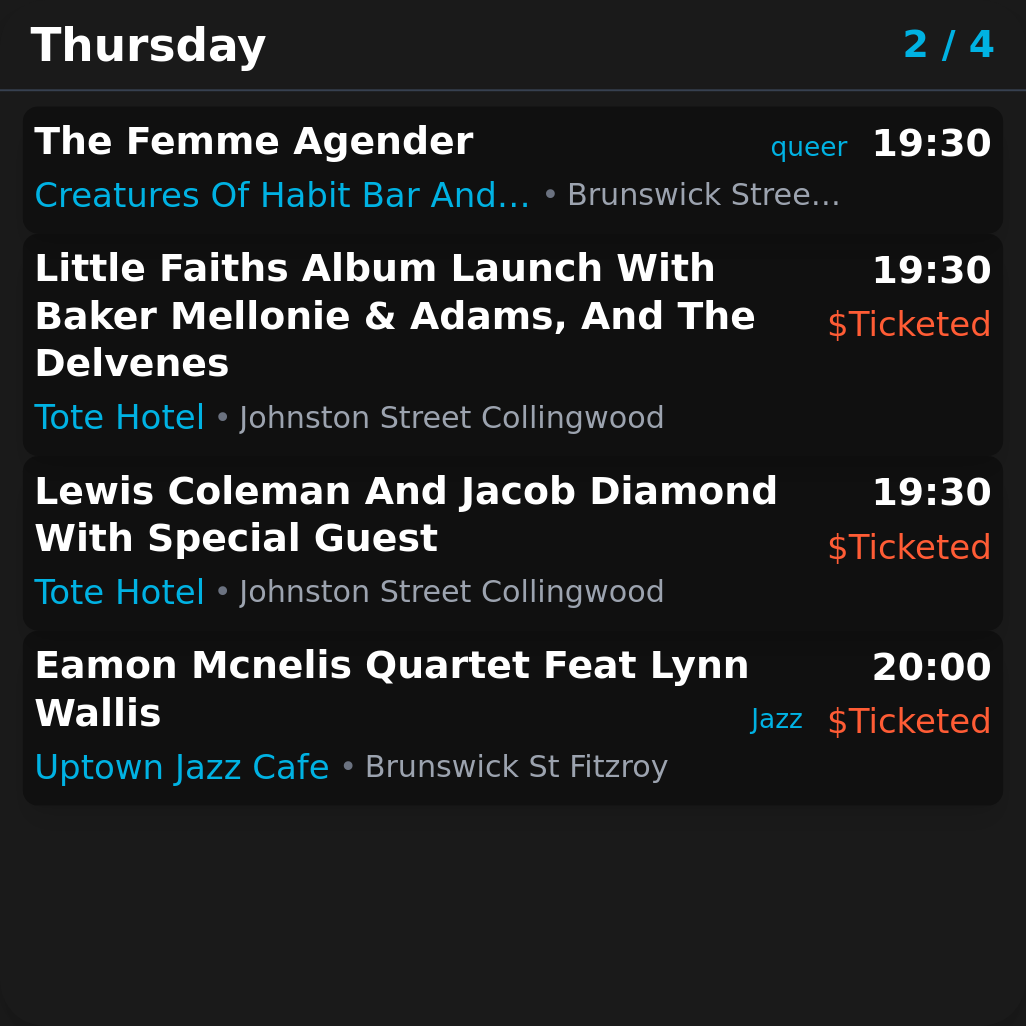 Thursday 2 / 4
The Femme Agender queer 19:30
Creatures Of Habit Bar And... • Brunswick Stree...
Little Faiths Album Launch With 19:30
Baker Mellonie & Adams, And The $Ticketed
Delvenes
Tote Hotel • Johnston Street Collingwood
Lewis Coleman And Jacob Diamond 19:30
With Special Guest $Ticketed
Tote Hotel • Johnston Street Collingwood
Eamon Mcnelis Quartet Feat Lynn 20:00
Wallis Jazz $Ticketed
Uptown Jazz Cafe • Brunswick St Fitzroy